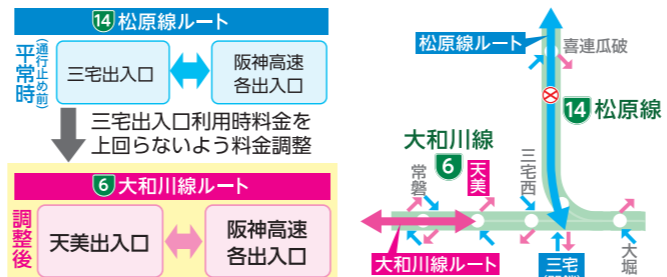 14 松原線ルート
平常時
(通行止め前)
三宅出入口
阪神高速
各出入口
三宅出入口利用時料金を
上回らないよう料金調整
6 大和川線ルート
調整後
天美出入口
阪神高速
各出入口
松原線ルート
喜連瓜破
14 松原線
大和川線
6
常磐
天美
三宅西
大和川線ルート
三宅
大堀